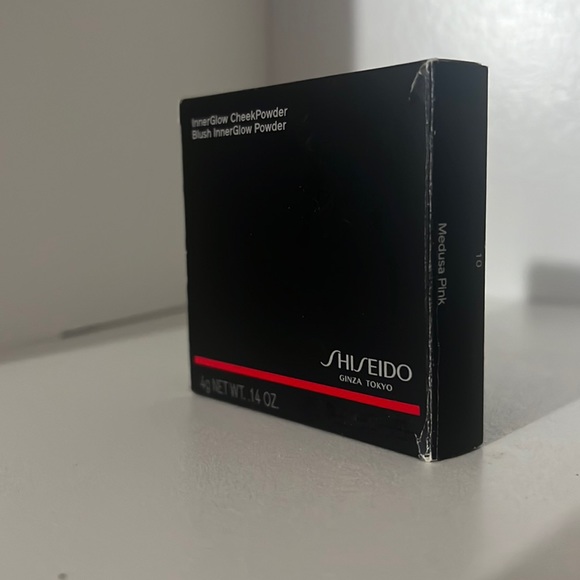 InnerGlow CheekPowder
Blush InnerGlow Powder
SHISEIDO
GINZA TOKYO
4g NET WT. .14 OZ.
Medusa Pink
10